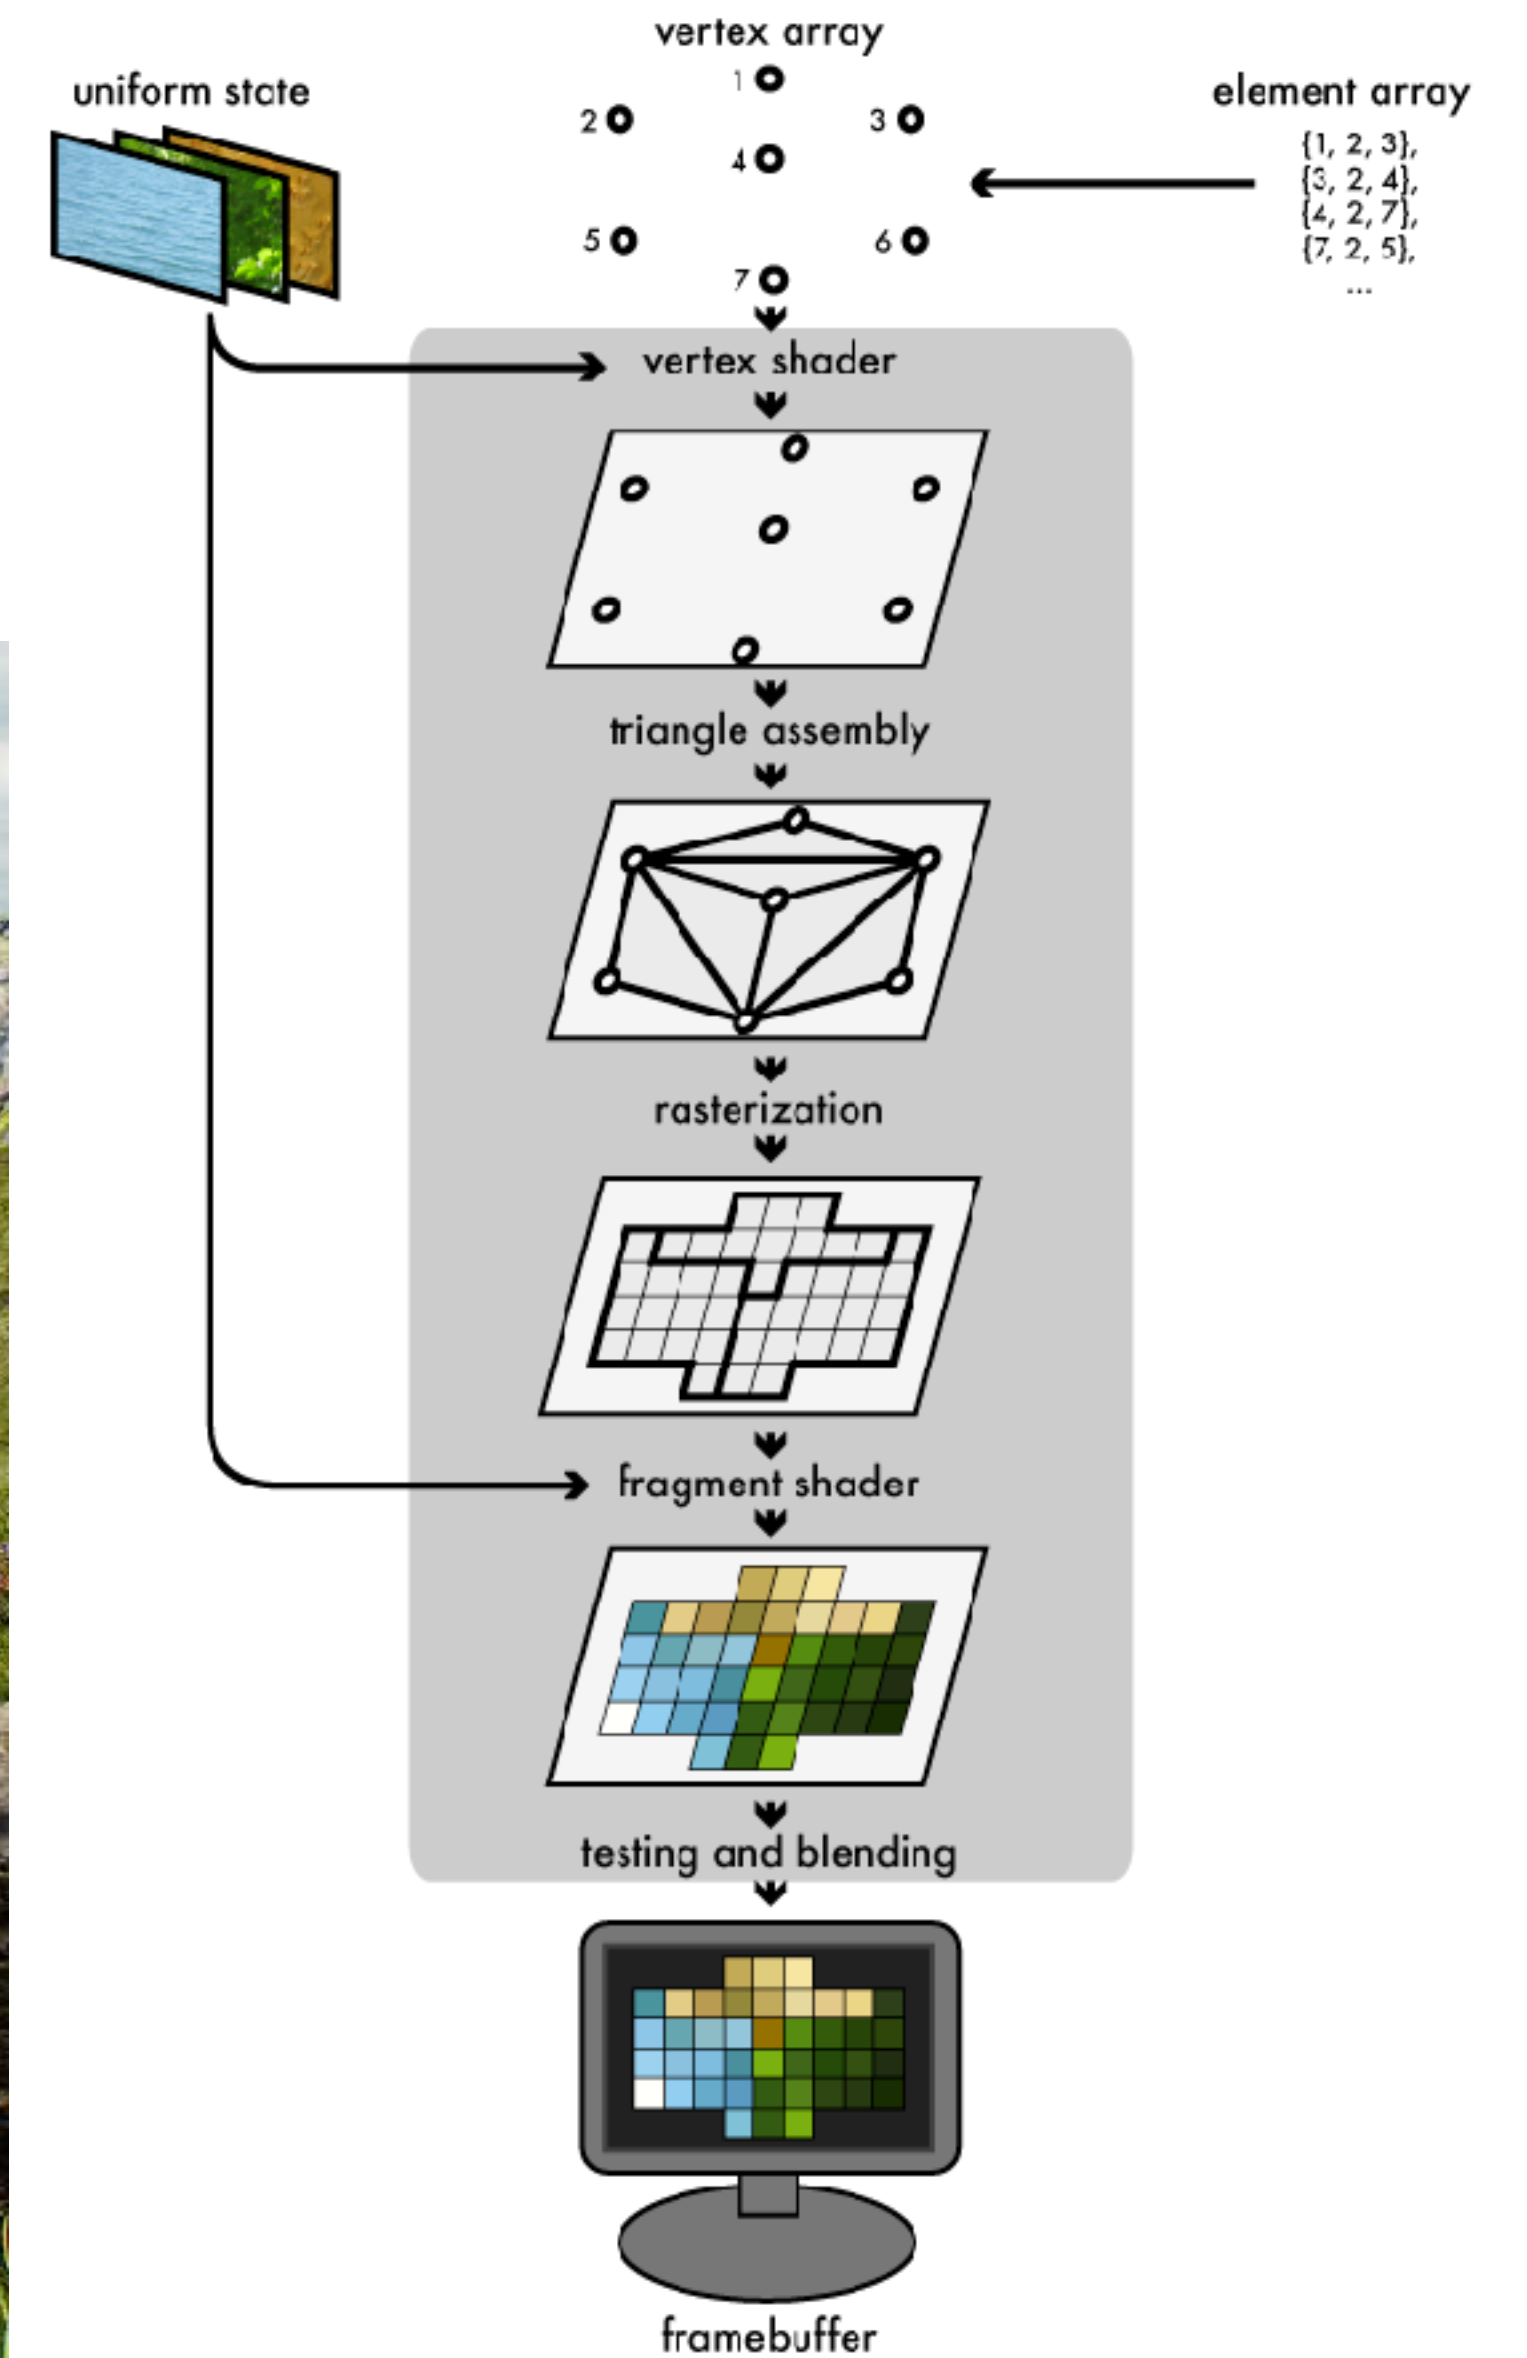 vertex array
uniform state
element array
1
2
3
4
5
6
7
{1, 2, 3},
{3, 2, 4},
{4, 2, 7},
{7, 2, 5},
...
vertex shader
triangle assembly
rasterization
fragment shader
testing and blending
framebuffer